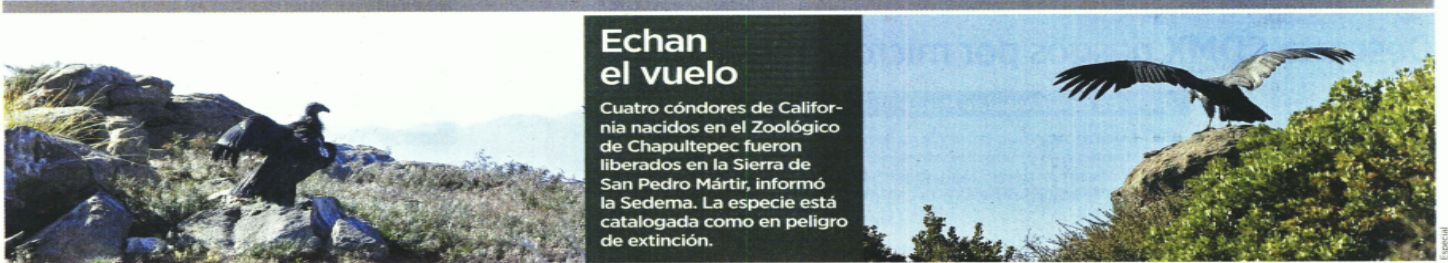 Echan
el vuelo
Cuatro cóndores de Califor-
nia nacidos en el Zoológico
de Chapultepec fueron
liberados en la Sierra de
San Pedro Mártir, informó
la Sedema. La especie está
catalogada como en peligro
de extinción.
Especial